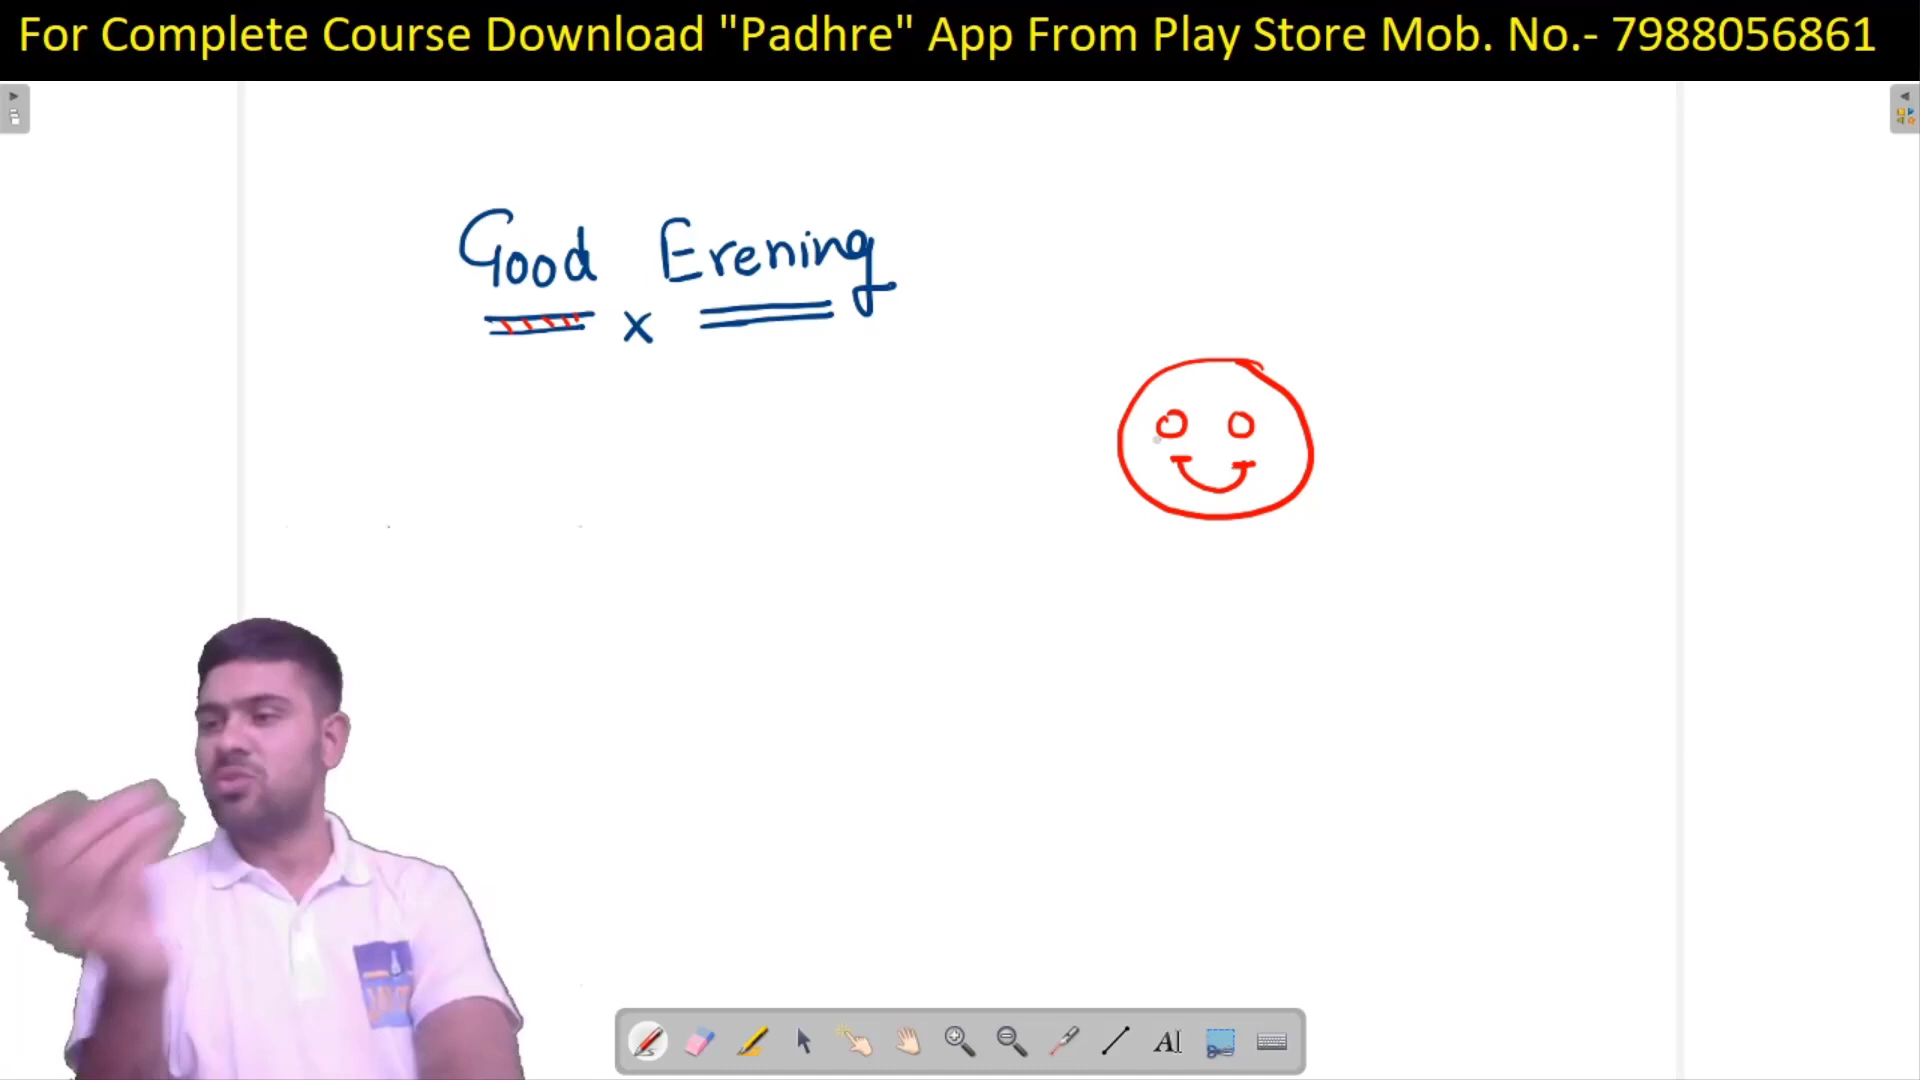 For Complete Course Download "Padhre" App From Play Store Mob. No.- 7988056861
Good Erening
x